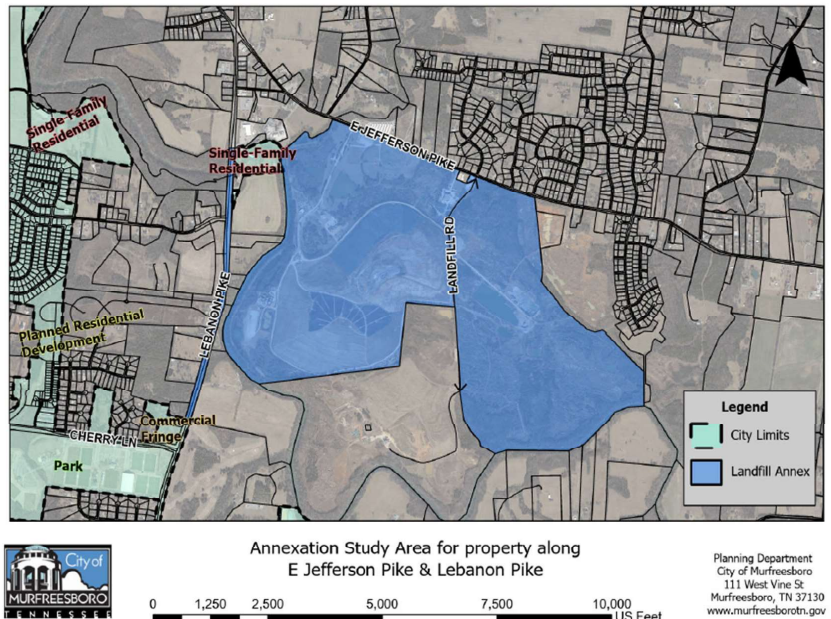 Single-Family
Residential
Single-Family
Residential
E JEFFERSON PIKE
LANDFILL RD
LEBANON PIKE
Planned Residential
Development
Commercial
Fringe
CHERRY LN
Park
Legend
City Limits
Landfill Annex
City of
MURFREESBORO
TENNESSEE
Annexation Study Area for property along
E Jefferson Pike & Lebanon Pike
0 1,250 2,500 5,000 7,500 10,000
US Feet
Planning Department
City of Murfreesboro
111 West Vine St
Murfreesboro, TN 37130
www.murfreesborotn.gov